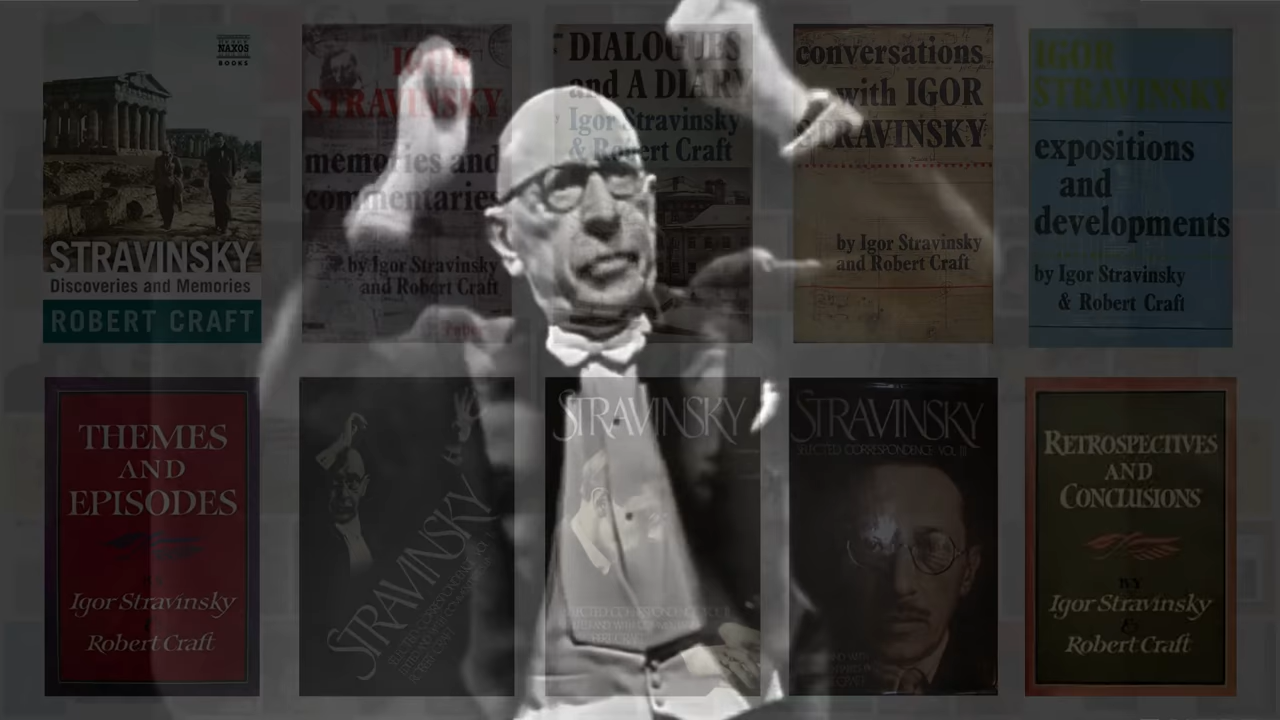 NAXOS
BOOKS
STRAVINSKY
Discoveries and Memories
ROBERT CRAFT
IGOR
STRAVINSKY
memories and
commentaries
by Igor Stravinsky
and Robert Craft
Faber
DIALOGUES
and A DIARY
Igor Stravinsky
& Robert Craft
conversations
with IGOR
STRAVINSKY
by Igor Stravinsky
and Robert Craft
IGOR
STRAVINSKY
expositions
and
developments
by Igor Stravinsky
& Robert Craft
THEMES
AND
EPISODES
Igor Stravinsky
Robert Craft
STRAVINSKY
STRAVINSKY
STRAVINSKY
SELECTED CORRESPONDENCE VOL III
RETROSPECTIVES
AND
CONCLUSIONS
BY
Igor Stravinsky
&
Robert Craft